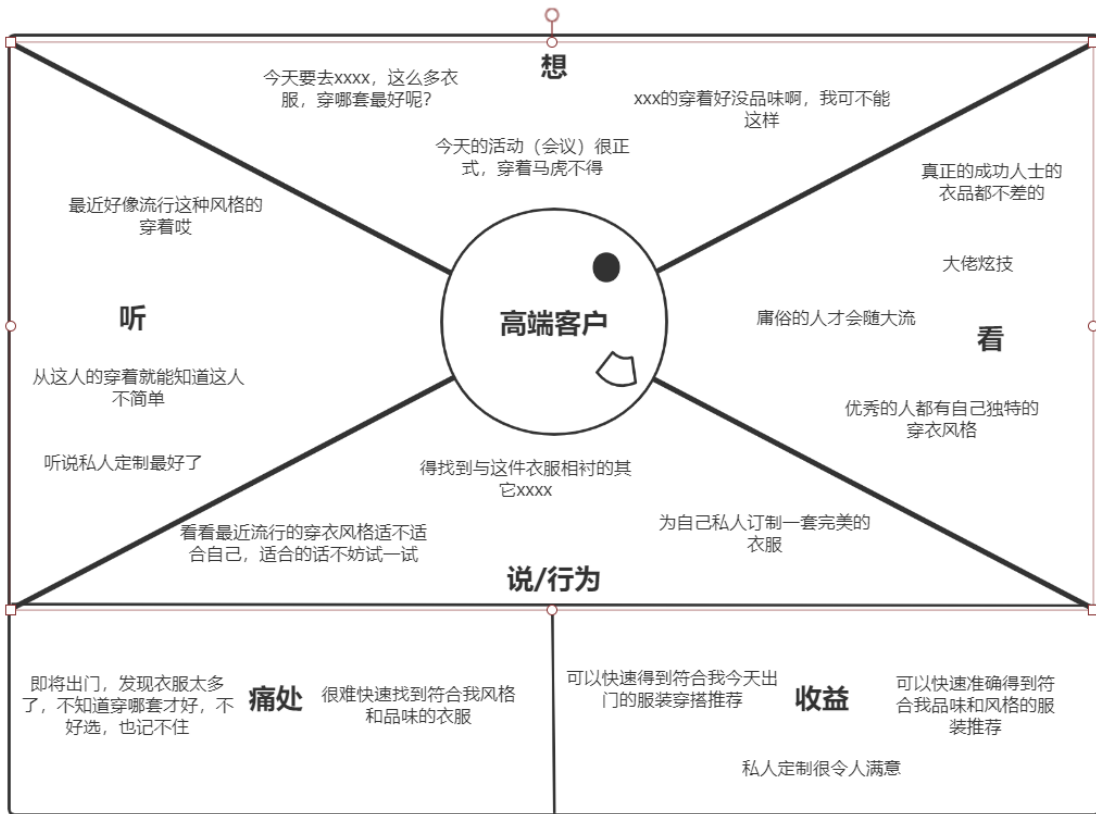 想
今天要去xxxx，这么多衣
服，穿哪套最好呢？
xxx的穿着好没品味啊，我可不能
这样
今天的活动（会议）很正
式，穿着马虎不得
听
最近好像流行这种风格的
穿着哎
从这人的穿着就能知道这人
不简单
听说私人定制最好了
高端客户
看
真正的成功人士的
衣品都不差的
大佬炫技
庸俗的人才会随大流
优秀的人都有自己独特的
穿衣风格
得找到与这件衣服相衬的其
它xxxx
看看最近流行的穿衣风格适不适
合自己，适合的话不妨试一试
为自己私人订制一套完美的
衣服
说/行为
即将出门，发现衣服太多
了，不知道穿哪套才好，不
好选，也记不住
痛处
很难快速找到符合我风格
和品味的衣服
可以快速得到符合我今天出
门的服装穿搭推荐
收益
可以快速准确得到符
合我品味和风格的服
装推荐
私人定制很令人满意